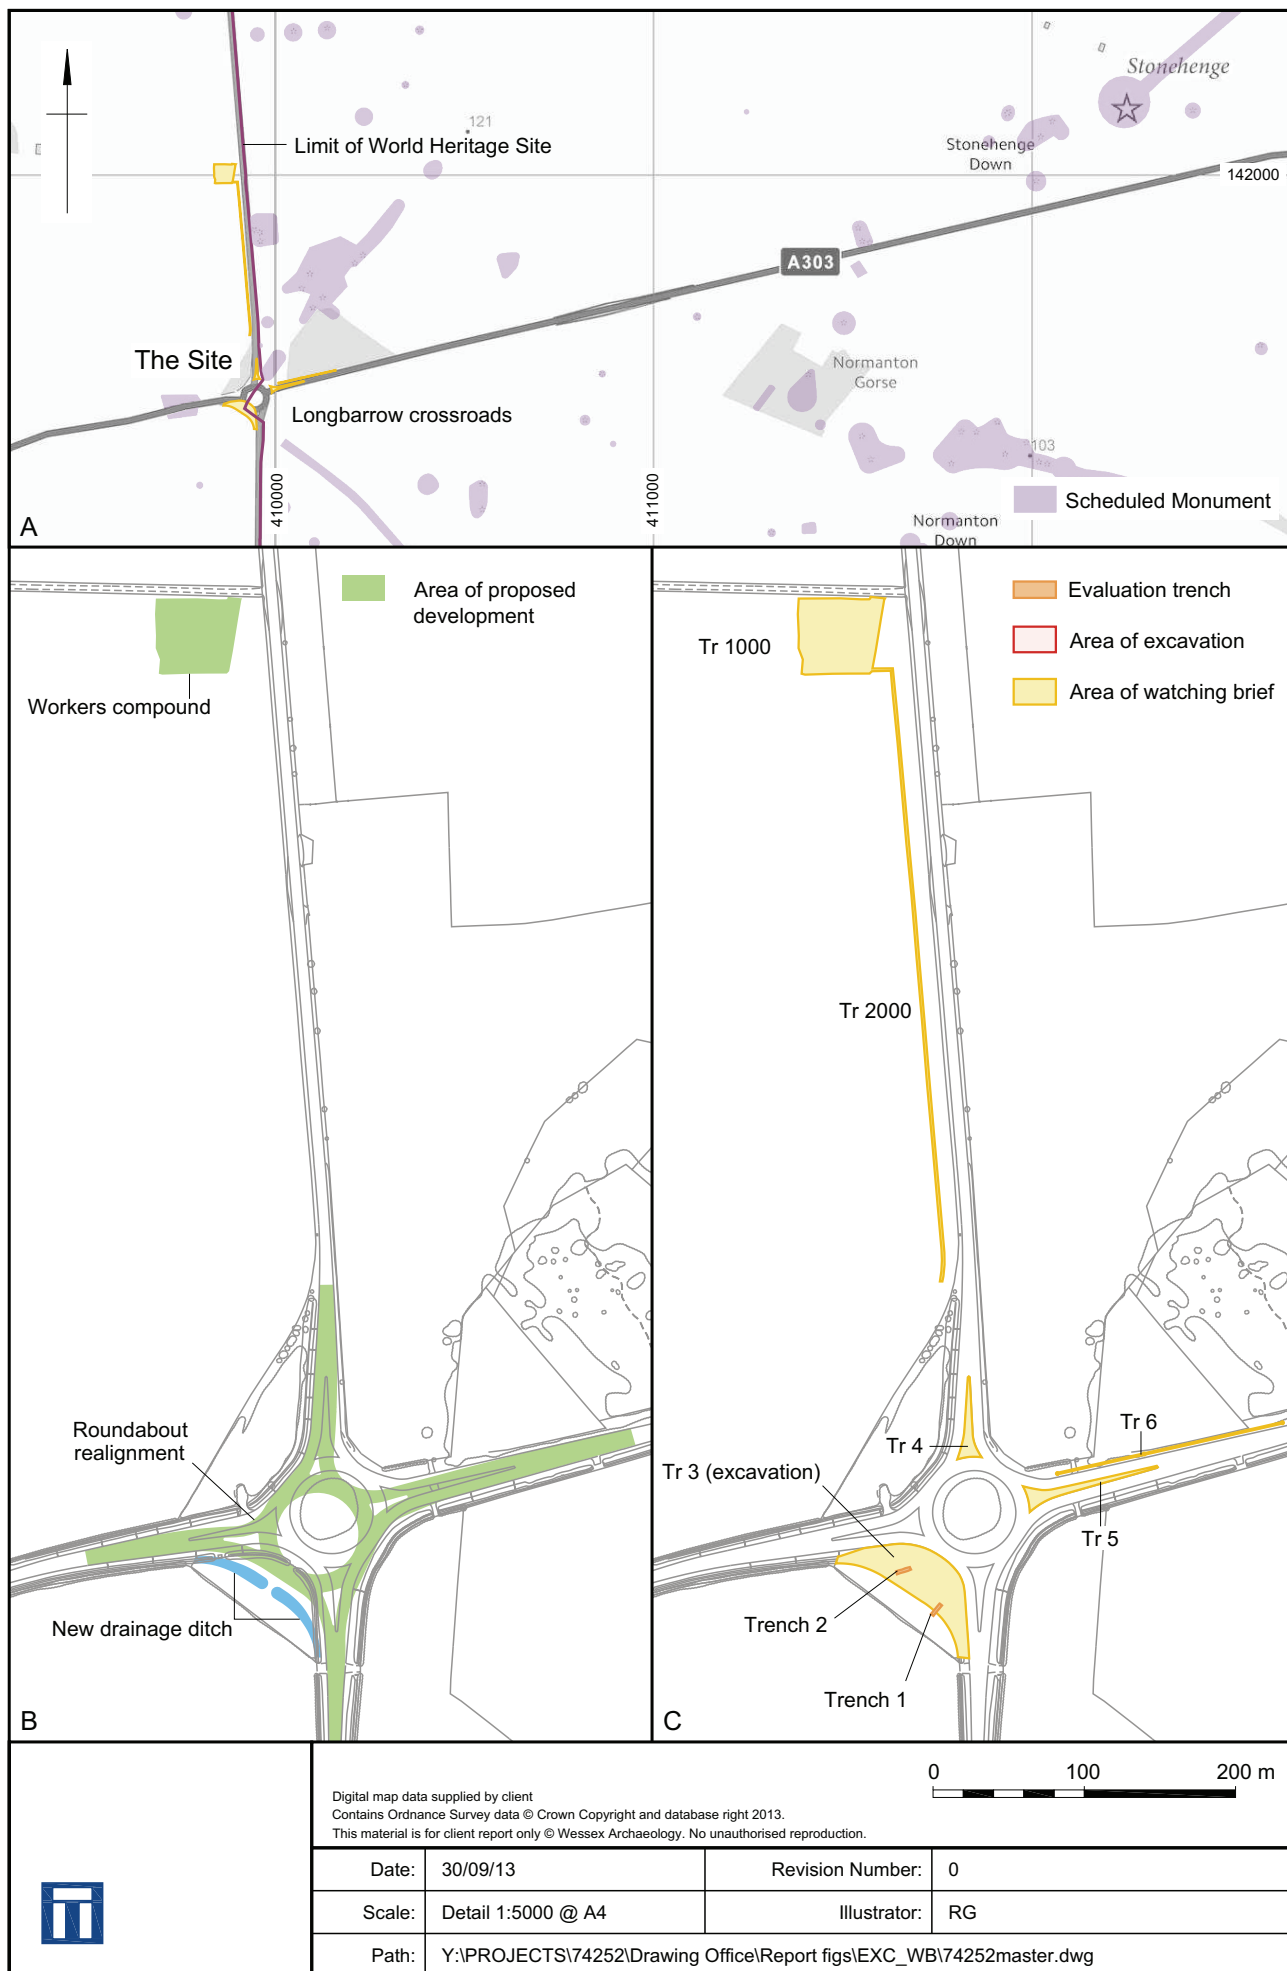 Stonehenge
121
Limit of World Heritage Site
Stonehenge
Down
142000
A303
The Site
Normanton
Gorse
Longbarrow crossroads
103
410000
411000
Scheduled Monument
Normanton
Down
A
Area of proposed
development
Workers compound
Roundabout
realignment
New drainage ditch
B
Evaluation trench
Area of excavation
Area of watching brief
Tr 1000
Tr 2000
Tr 6
Tr 4
Tr 3 (excavation)
Tr 5
Trench 2
Trench 1
C
0 100 200 m
Digital map data supplied by client
Contains Ordnance Survey data © Crown Copyright and database right 2013.
This material is for client report only © Wessex Archaeology. No unauthorised reproduction.
Date: 30/09/13 Revision Number: 0
Scale: Detail 1:5000 @ A4 Illustrator: RG
Path: Y:\PROJECTS\74252\Drawing Office\Report figs\EXC_WB\74252master.dwg